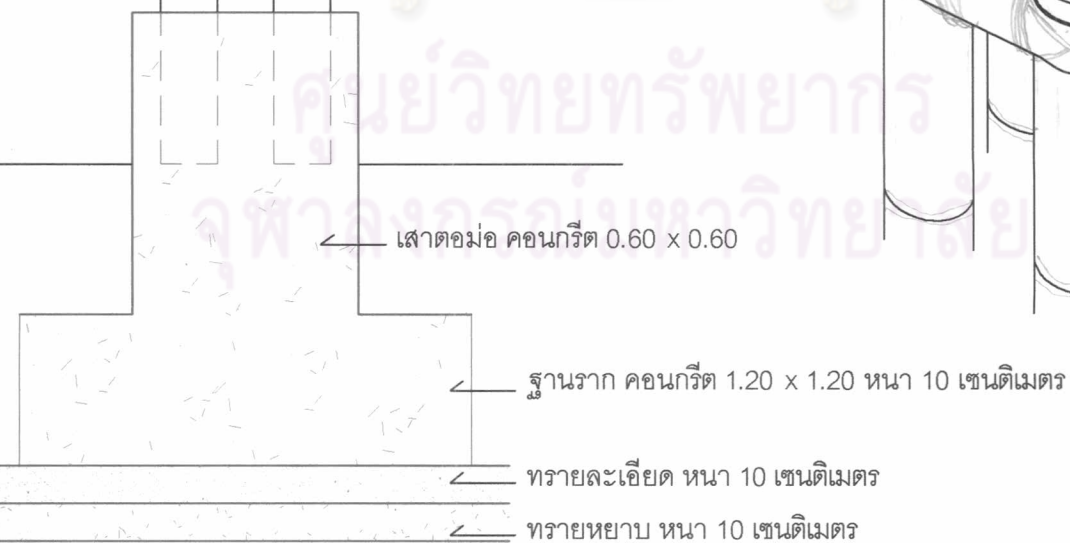 ศูนย์วิทยทรัพยากร
จุฬาลงกรณ์มหาวิทยาลัย
เสาตอม่อ คอนกรีต 0.60 x 0.60
ฐานราก คอนกรีต 1.20 x 1.20 หนา 10 เซนติเมตร
ทรายละเอียด หนา 10 เซนติเมตร
ทรายหยาบ หนา 10 เซนติเมตร